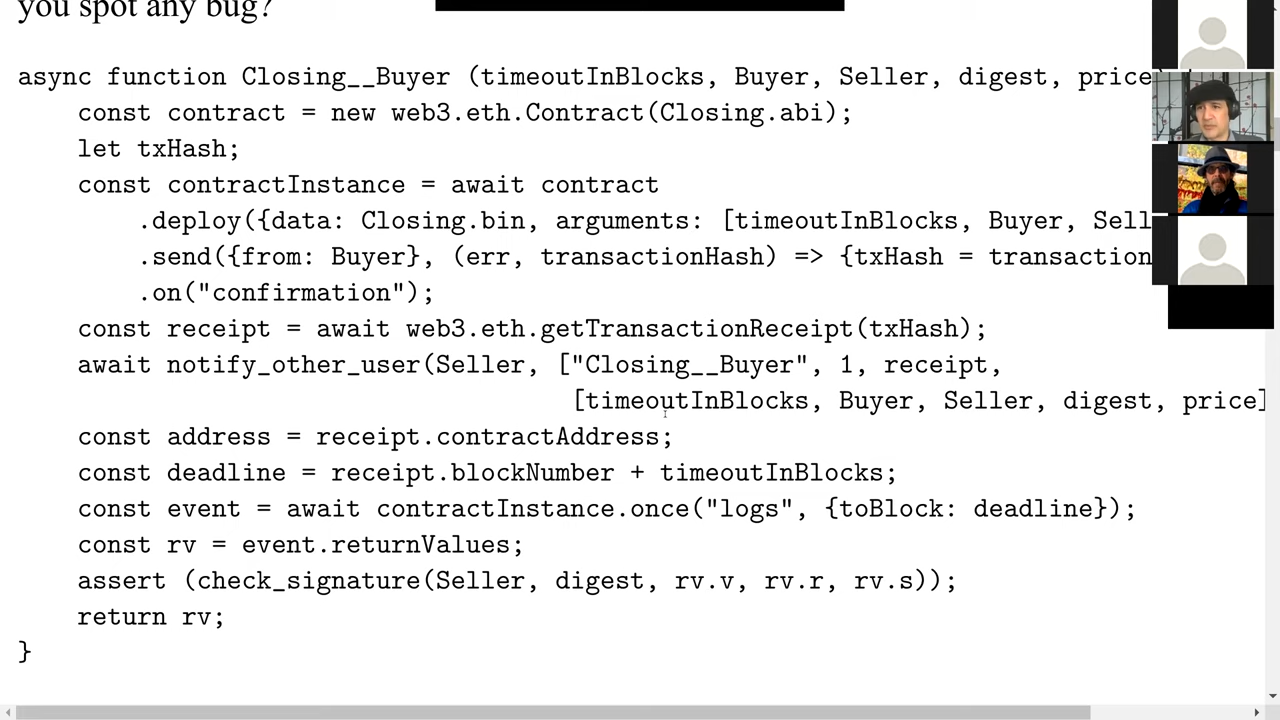 you spot any bug?
async function Closing__Buyer (timeoutInBlocks, Buyer, Seller, digest, price
const contract = new web3.eth.Contract(Closing.abi);
let txHash;
const contractInstance = await contract
.deploy({data: Closing.bin, arguments: [timeoutInBlocks, Buyer, Sell
.send({from: Buyer}, (err, transactionHash) => {txHash = transaction
.on("confirmation");
const receipt = await web3.eth.getTransactionReceipt(txHash);
await notify_other_user(Seller, ["Closing__Buyer", 1, receipt,
[timeoutInBlocks, Buyer, Seller, digest, price]
const address = receipt.contractAddress;
const deadline = receipt.blockNumber + timeoutInBlocks;
const event = await contractInstance.once("logs", {toBlock: deadline});
const rv = event.returnValues;
assert (check_signature(Seller, digest, rv.v, rv.r, rv.s));
return rv;
}